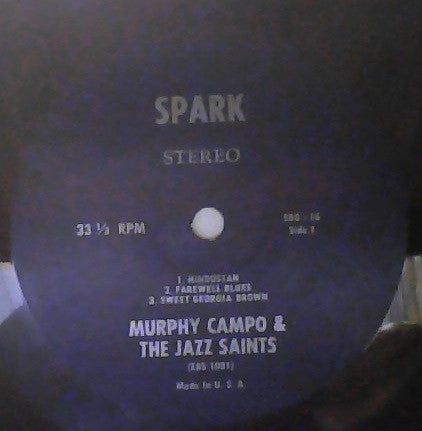 SPARK
STEREO
33 ⅓ RPM
Side
1. HINDUSTAN
2. FAREWELL BLUES
3. SWEET GEORGIA BROWN
MURPHY CAMPO &
THE JAZZ SAINTS
Made In U. S. A.